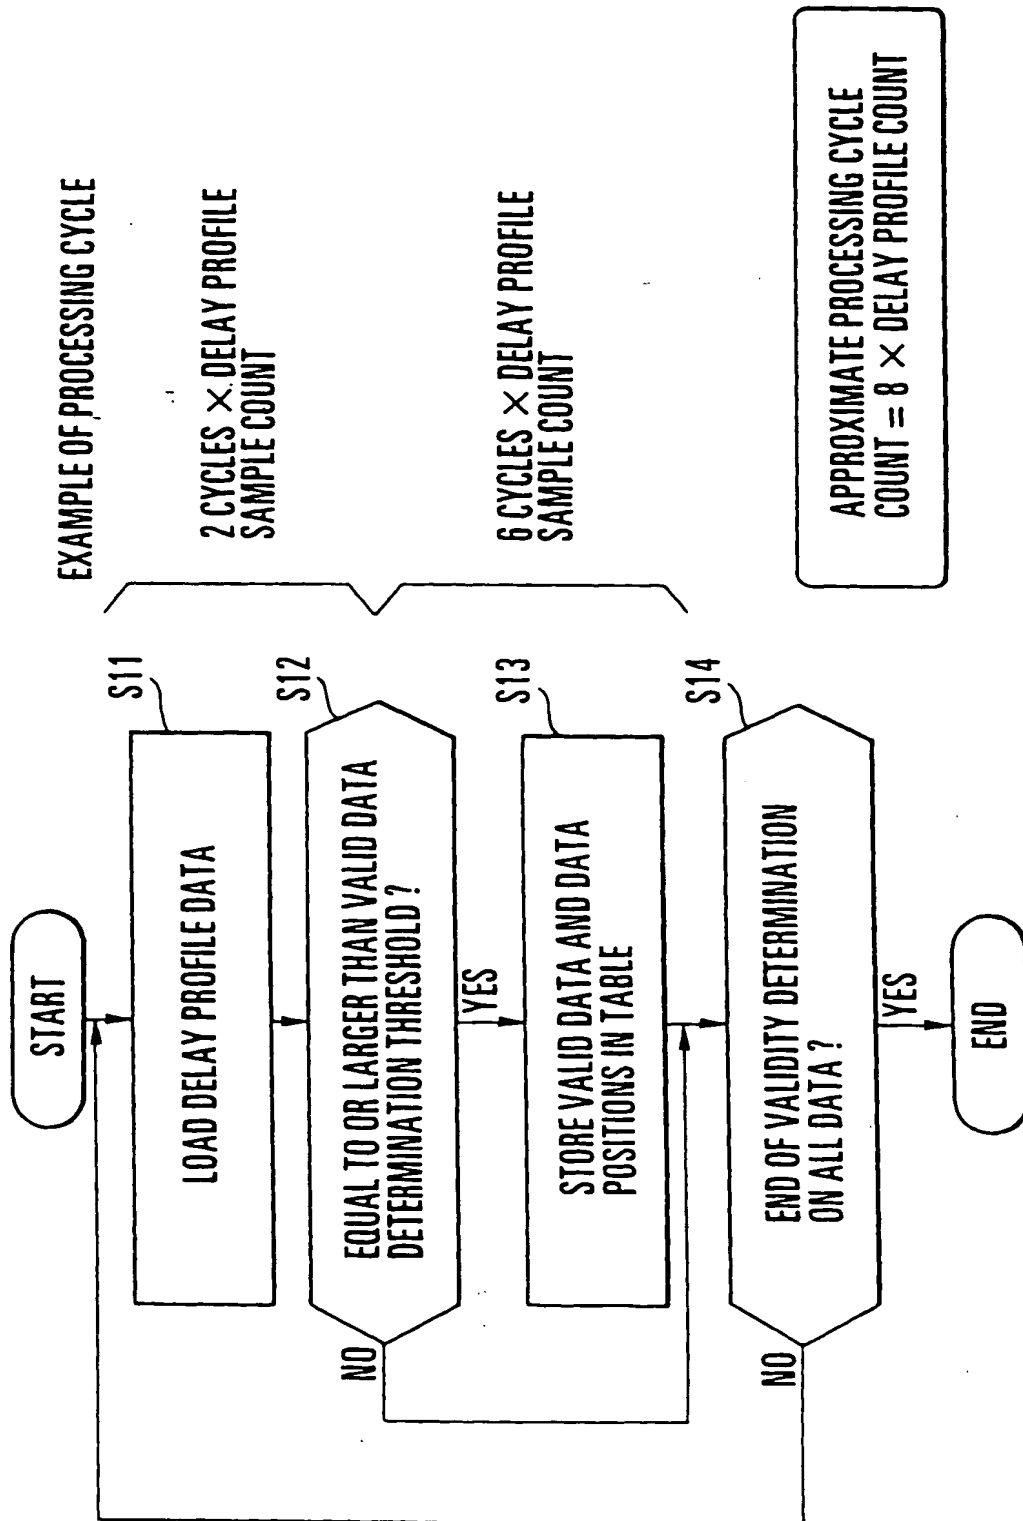 EXAMPLE OF PROCESSING CYCLE
START
S11
LOAD DELAY PROFILE DATA
2 CYCLES × DELAY PROFILE
SAMPLE COUNT
S12
EQUAL TO OR LARGER THAN VALID DATA
DETERMINATION THRESHOLD?
NO
YES
S13
STORE VALID DATA AND DATA
POSITIONS IN TABLE
6 CYCLES × DELAY PROFILE
SAMPLE COUNT
S14
END OF VALIDITY DETERMINATION
ON ALL DATA?
NO
YES
END
APPROXIMATE PROCESSING CYCLE
COUNT = 8 × DELAY PROFILE COUNT